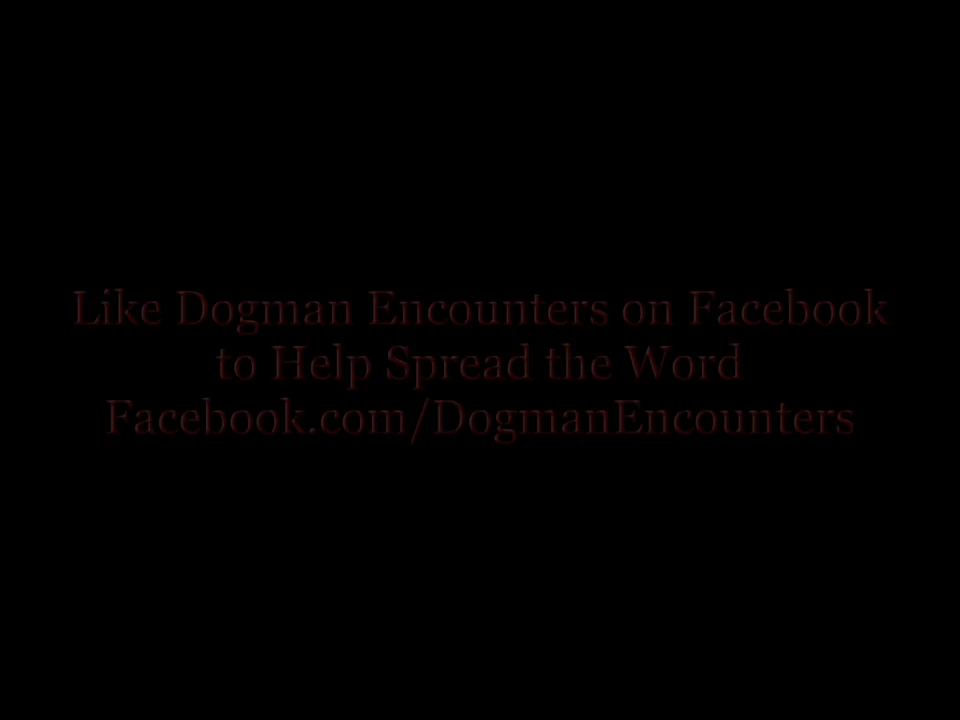 Like Dogman Encounters on Facebook
to Help Spread the Word
Facebook.com/DogmanEncounters